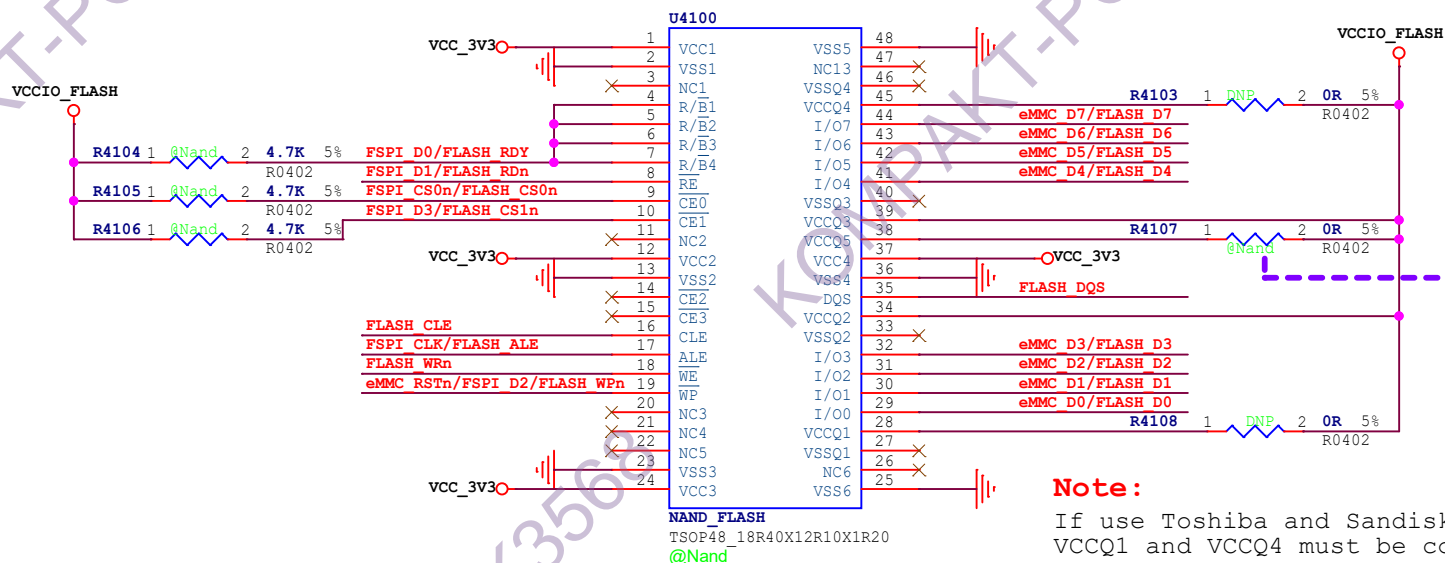 U4100
VCC_3V3
VCCIO_FLASH
R4104 1 @Nand 2 4.7K 5% FSPI_D0/FLASH_RDY
R0402
FSPI_D1/FLASH_RDn
R4105 1 @Nand 2 4.7K 5% FSPI_CS0n/FLASH_CS0n
R0402
FSPI_D3/FLASH_CS1n
R4106 1 @Nand 2 4.7K 5%
R0402
VCC_3V3
FLASH_CLE
FSPI_CLK/FLASH_ALE
FLASH_WRn
eMMC_RSTn/FSPI_D2/FLASH_WPn
VCC_3V3
1 VCC1
2 VSS1
3 NC1
4 R/B1
5 R/B2
6 R/B3
7 R/B4
8 RE
9 CE0
10 CE1
11 NC2
12 VCC2
13 VSS2
14 CE2
15 CE3
16 CLE
17 ALE
18 WE
19 WP
20 NC3
21 NC4
22 NC5
23 VSS3
24 VCC3
VSS5 48
NC13 47
VSSQ4 46
VCCQ4 45
I/O7 44
I/O6 43
I/O5 42
I/O4 41
VSSQ3 40
VCCQ3 39
VCCQ5 38
VCC4 37
VSS4 36
DQS 35
VCCQ2 34
VSSQ2 33
I/O3 32
I/O2 31
I/O1 30
I/O0 29
VCCQ1 28
VSSQ1 27
NC6 26
VSS6 25
NAND_FLASH
TSOP48_18R40X12R10X1R20
@Nand
VCCIO_FLASH
R4103 1 DNP 2 0R 5%
R0402
eMMC_D7/FLASH_D7
eMMC_D6/FLASH_D6
eMMC_D5/FLASH_D5
eMMC_D4/FLASH_D4
R4107 1 @Nand 2 0R 5%
R0402
VCC_3V3
FLASH_DQS
eMMC_D3/FLASH_D3
eMMC_D2/FLASH_D2
eMMC_D1/FLASH_D1
eMMC_D0/FLASH_D0
R4108 1 DNP 2 0R 5%
R0402
Note:
If use Toshiba and Sandisk
VCCQ1 and VCCQ4 must be co